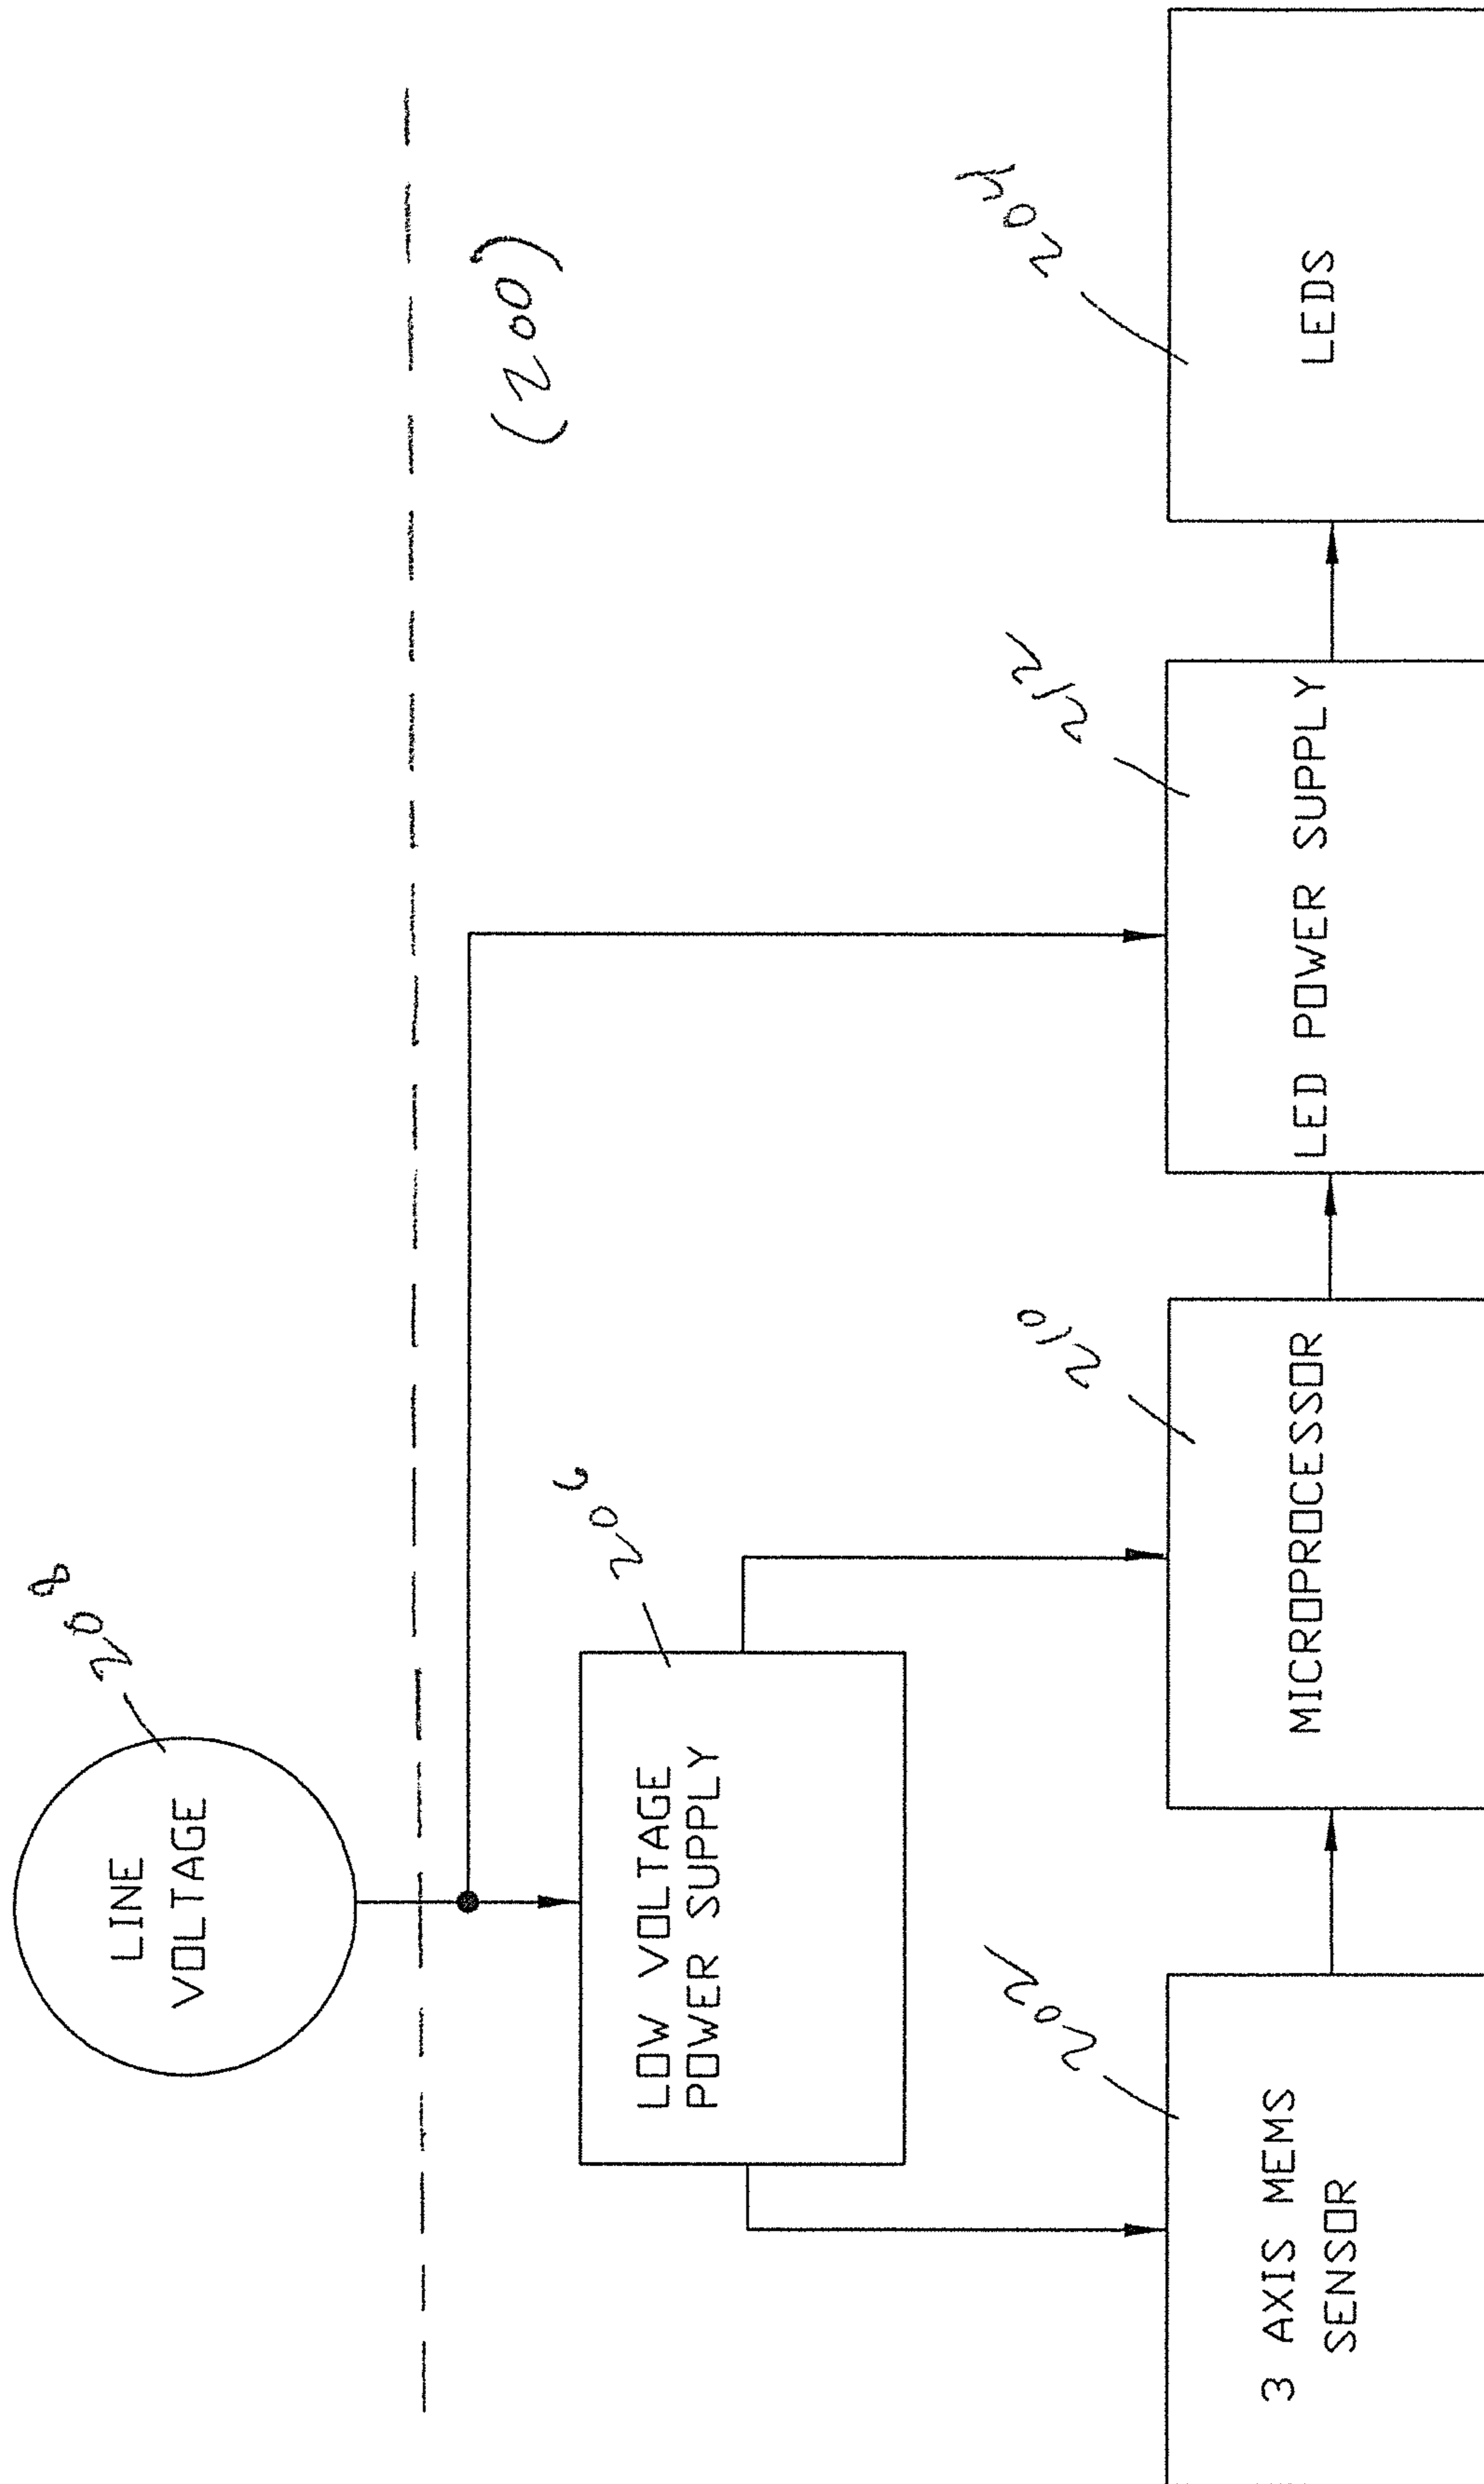 208
LINE
VOLTAGE
(200)
206
LOW VOLTAGE
POWER SUPPLY
202
3 AXIS MEMS
SENSOR
210
MICROPROCESSOR
212
LED POWER SUPPLY
204
LEDS